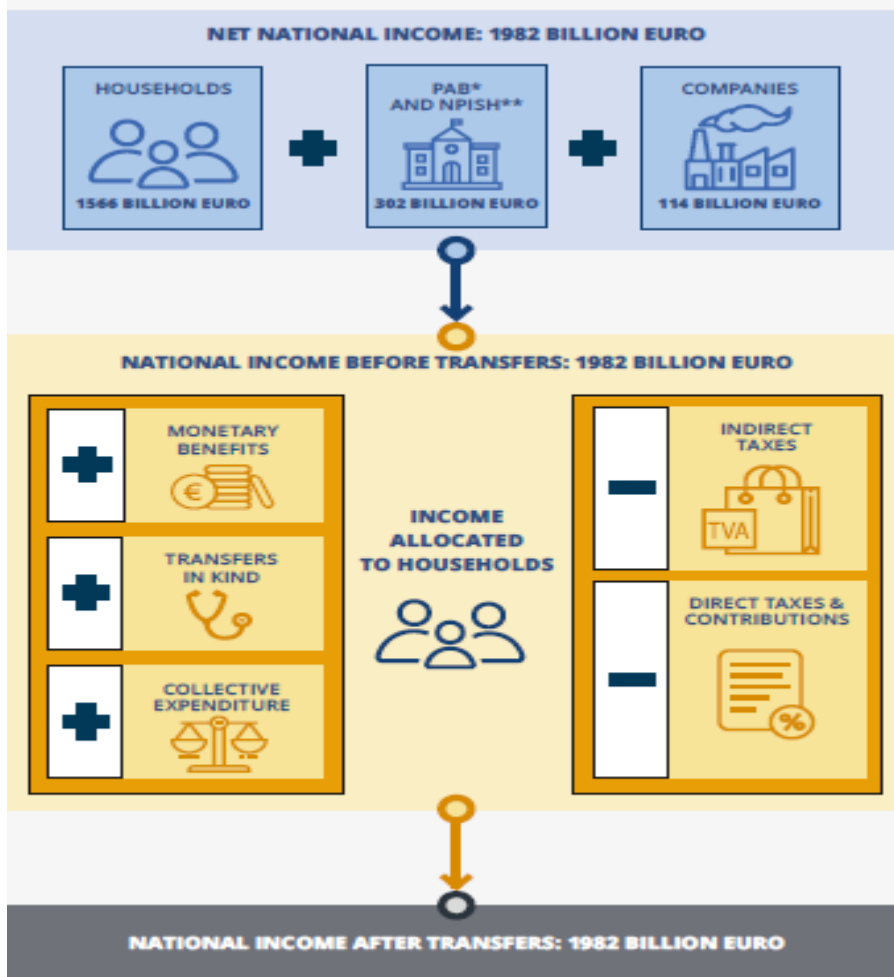 NET NATIONAL INCOME: 1982 BILLION EURO
HOUSEHOLDS
1566 BILLION EURO
PAB*
AND NPISH**
302 BILLION EURO
COMPANIES
114 BILLION EURO
NATIONAL INCOME BEFORE TRANSFERS: 1982 BILLION EURO
MONETARY
BENEFITS
€
TRANSFERS
IN KIND
COLLECTIVE
EXPENDITURE
INCOME
ALLOCATED
TO HOUSEHOLDS
INDIRECT
TAXES
TVA
DIRECT TAXES &
CONTRIBUTIONS
%
NATIONAL INCOME AFTER TRANSFERS: 1982 BILLION EURO